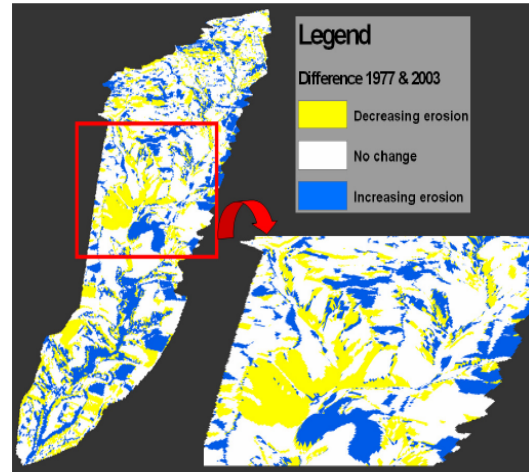 Legend
Difference 1977 & 2003
Decreasing erosion
No change
Increasing erosion